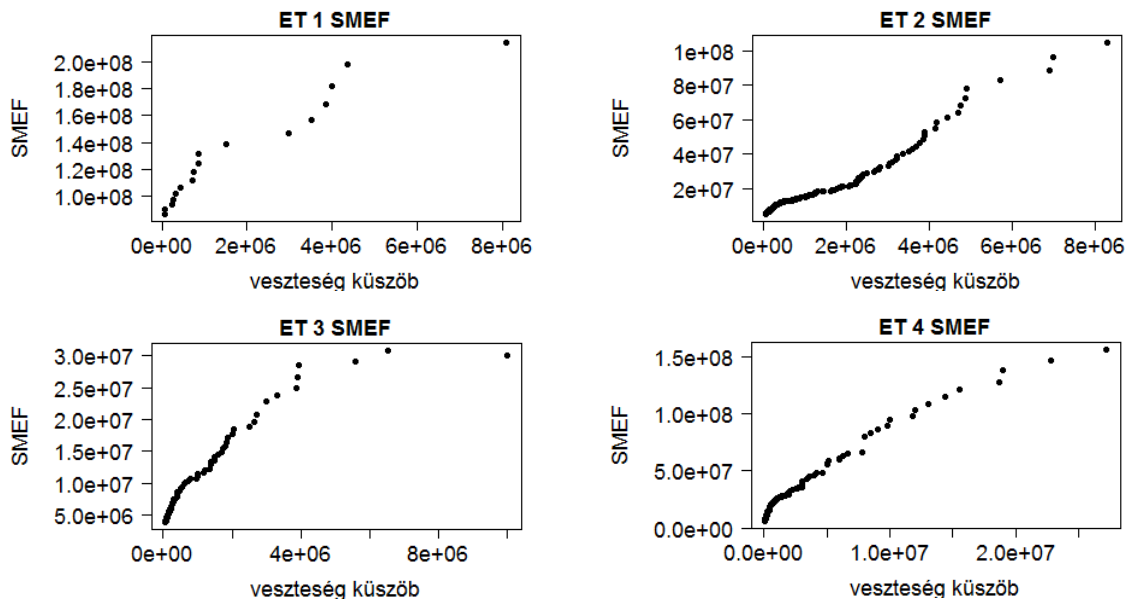 ET 1 SMEF
SMEF
2.0e+08
1.8e+08
1.6e+08
1.4e+08
1.2e+08
1.0e+08
0e+00 2e+06 4e+06 6e+06 8e+06
veszteség küszöb
ET 2 SMEF
SMEF
1e+08
8e+07
6e+07
4e+07
2e+07
0e+00 2e+06 4e+06 6e+06 8e+06
veszteség küszöb
ET 3 SMEF
SMEF
3.0e+07
2.5e+07
2.0e+07
1.5e+07
1.0e+07
5.0e+06
0e+00 4e+06 8e+06
veszteség küszöb
ET 4 SMEF
SMEF
1.5e+08
1.0e+08
5.0e+07
0.0e+00
0.0e+00 1.0e+07 2.0e+07
veszteség küszöb